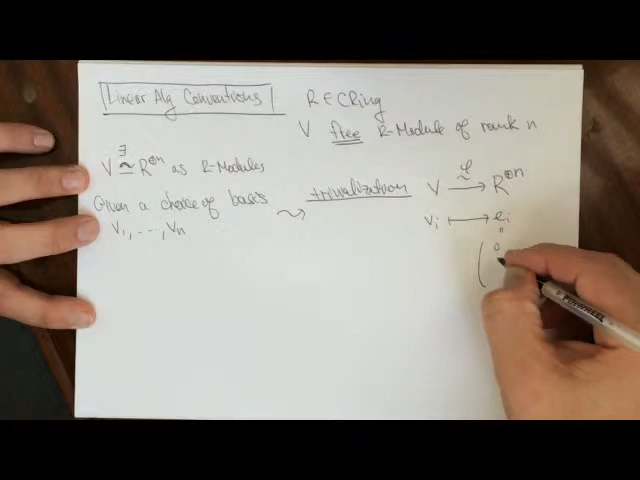 Linear Alg Conventions
R ∈ CRing
V free R-Module of rank n
V ≅ R^⊕n as R-Modules
∃
Given a choice of basis
v₁, ..., vₙ
⇝ trivialization
V →~ R^⊕n
φ
vᵢ ↦ eᵢ
=
( 0